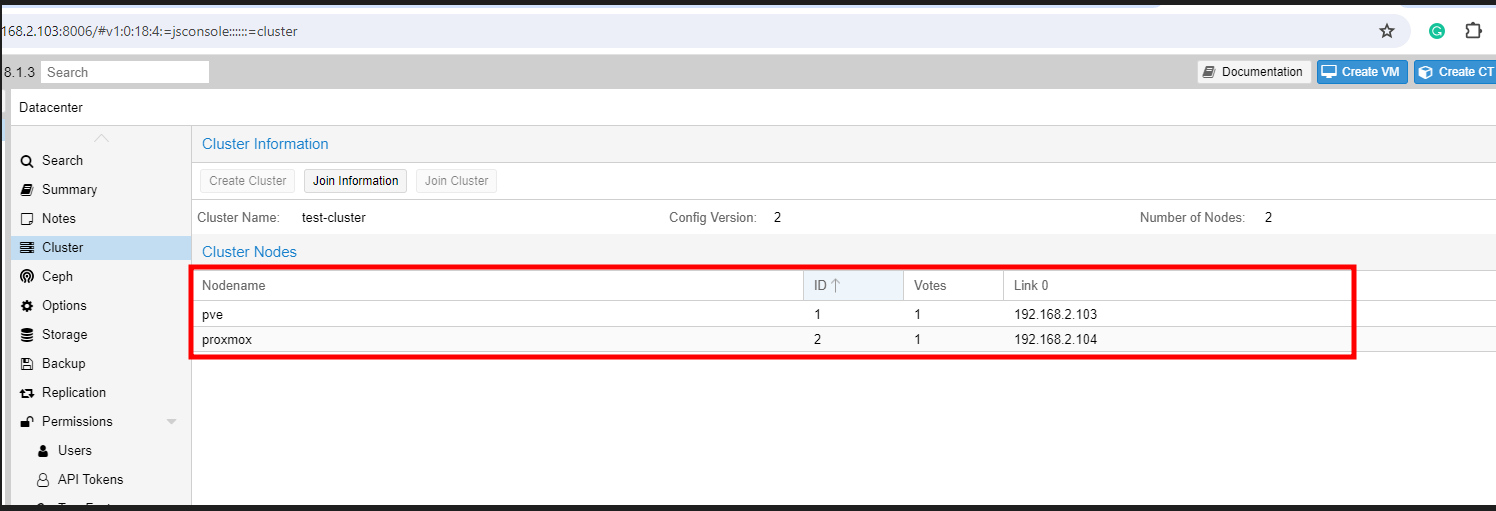 168.2.103:8006/#v1:0:18:4:=jsconsole::::::=cluster
8.1.3 Search Documentation Create VM Create CT
Datacenter
Cluster Information
Search
Create Cluster Join Information Join Cluster
Summary
Cluster Name: test-cluster Config Version: 2 Number of Nodes: 2
Notes
Cluster
Cluster Nodes
Ceph
Nodename ID Votes Link 0
Options
pve 1 1 192.168.2.103
Storage
proxmox 2 1 192.168.2.104
Backup
Replication
Permissions
Users
API Tokens